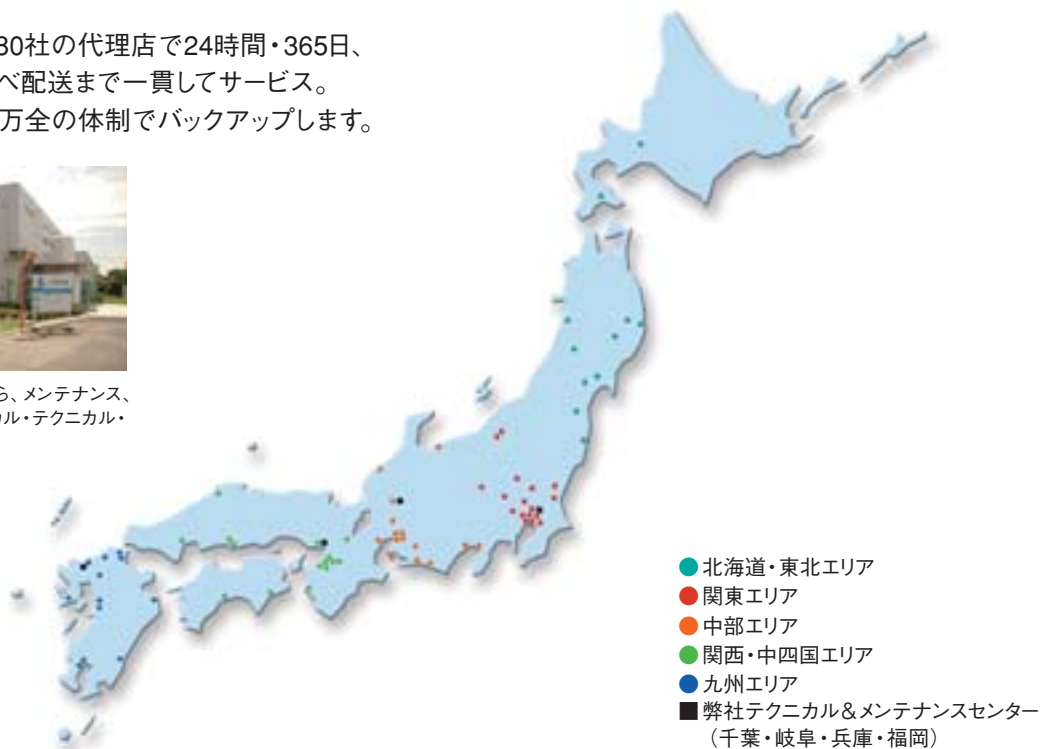 80社の代理店で24時間・365日、
べ配送まで一貫してサービス。
万全の体制でバックアップします。
ら、メンテナンス、
カル・テクニカル・
北海道・東北エリア
関東エリア
中部エリア
関西・中四国エリア
九州エリア
弊社テクニカル＆メンテナンスセンター
（千葉・岐阜・兵庫・福岡）